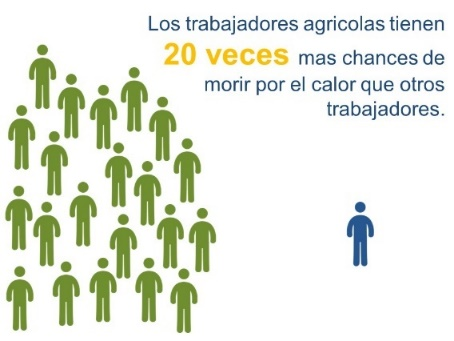 Los trabajadores agricolas tienen
20 veces mas chances de
morir por el calor que otros
trabajadores.